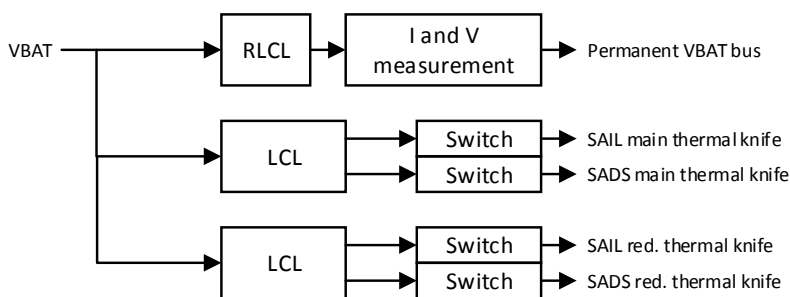 VBAT
RLCL
I and V
measurement
Permanent VBAT bus
LCL
Switch
SAIL main thermal knife
Switch
SADS main thermal knife
LCL
Switch
SAIL red. thermal knife
Switch
SADS red. thermal knife